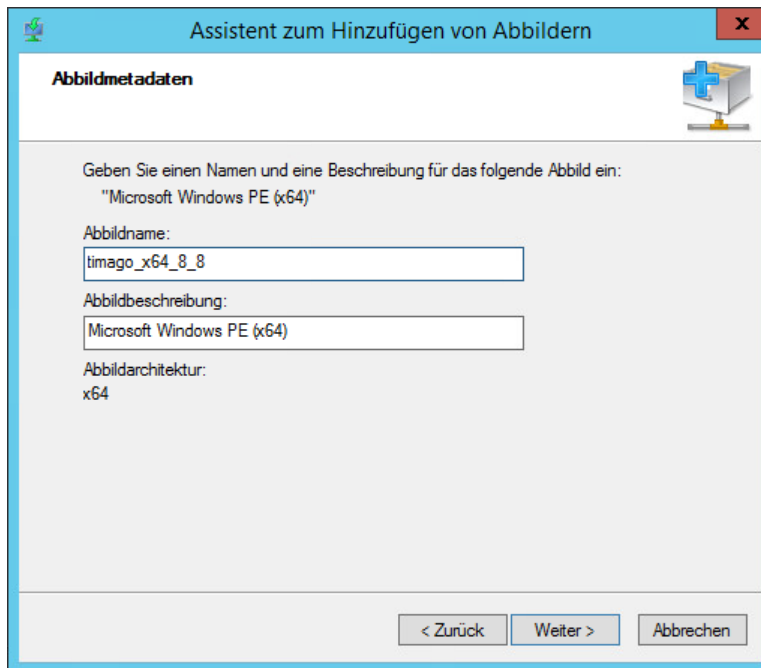 Assistent zum Hinzufügen von Abbildern
x
Abbildmetadaten
Geben Sie einen Namen und eine Beschreibung für das folgende Abbild ein:
"Microsoft Windows PE (x64)"
Abbildname:
timago_x64_8_8
Abbildbeschreibung:
Microsoft Windows PE (x64)
Abbildarchitektur:
x64
< Zurück Weiter > Abbrechen